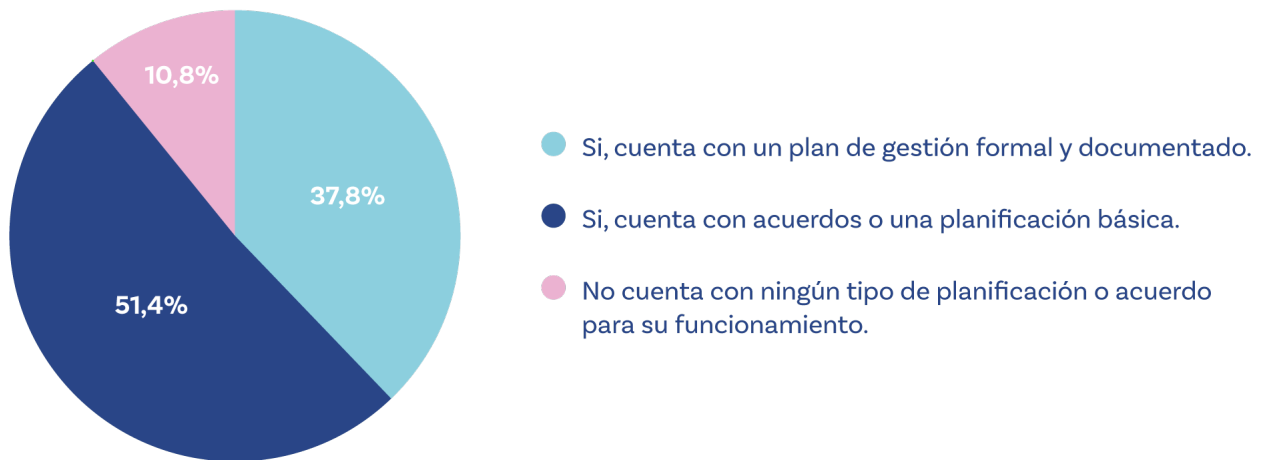 10,8%
37,8%
51,4%
Si, cuenta con un plan de gestión formal y documentado.
Si, cuenta con acuerdos o una planificación básica.
No cuenta con ningún tipo de planificación o acuerdo
para su funcionamiento.